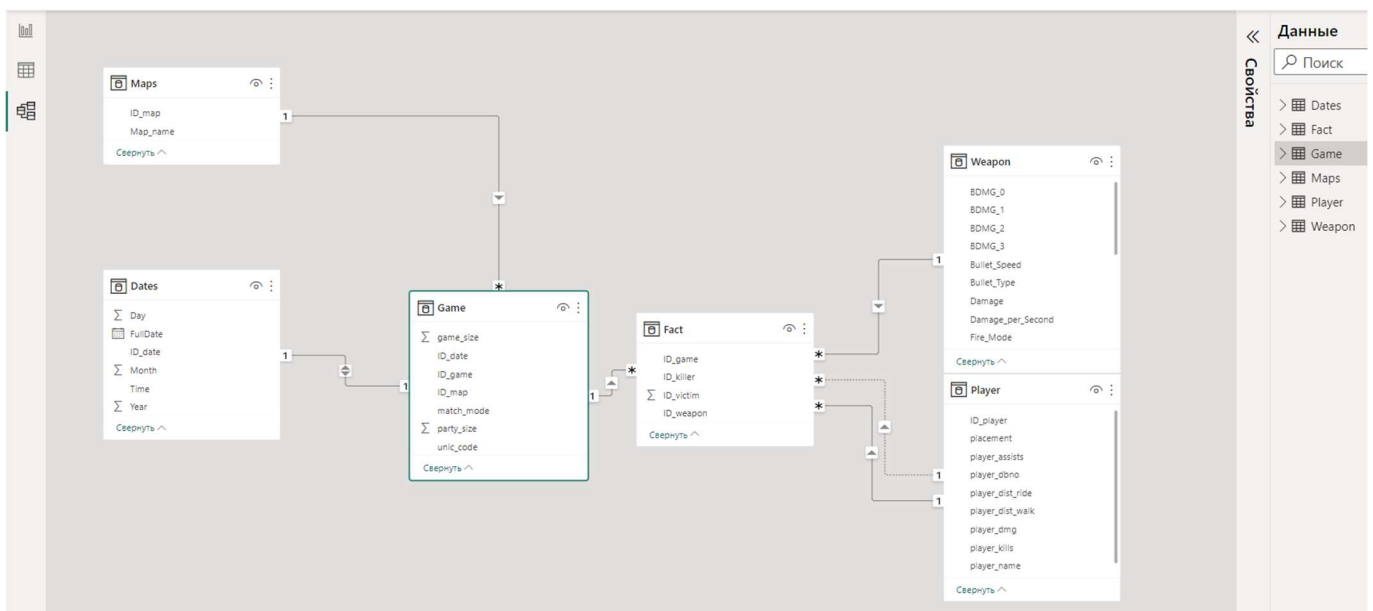 Maps
ID_map
Map_name
Свернуть
1
*
Dates
Day
FullDate
ID_date
Month
Time
Year
Свернуть
1
1
Game
game_size
ID_date
ID_game
ID_map
match_mode
party_size
unic_code
Свернуть
1
*
Fact
ID_game
ID_killer
ID_victim
ID_weapon
Свернуть
*
*
*
Weapon
BDMG_0
BDMG_1
BDMG_2
BDMG_3
Bullet_Speed
Bullet_Type
Damage
Damage_per_Second
Fire_Mode
Свернуть
1
Player
ID_player
placement
player_assists
player_dbno
player_dist_ride
player_dist_walk
player_dmg
player_kills
player_name
Свернуть
1
1
Свойства
Данные
Поиск
Dates
Fact
Game
Maps
Player
Weapon